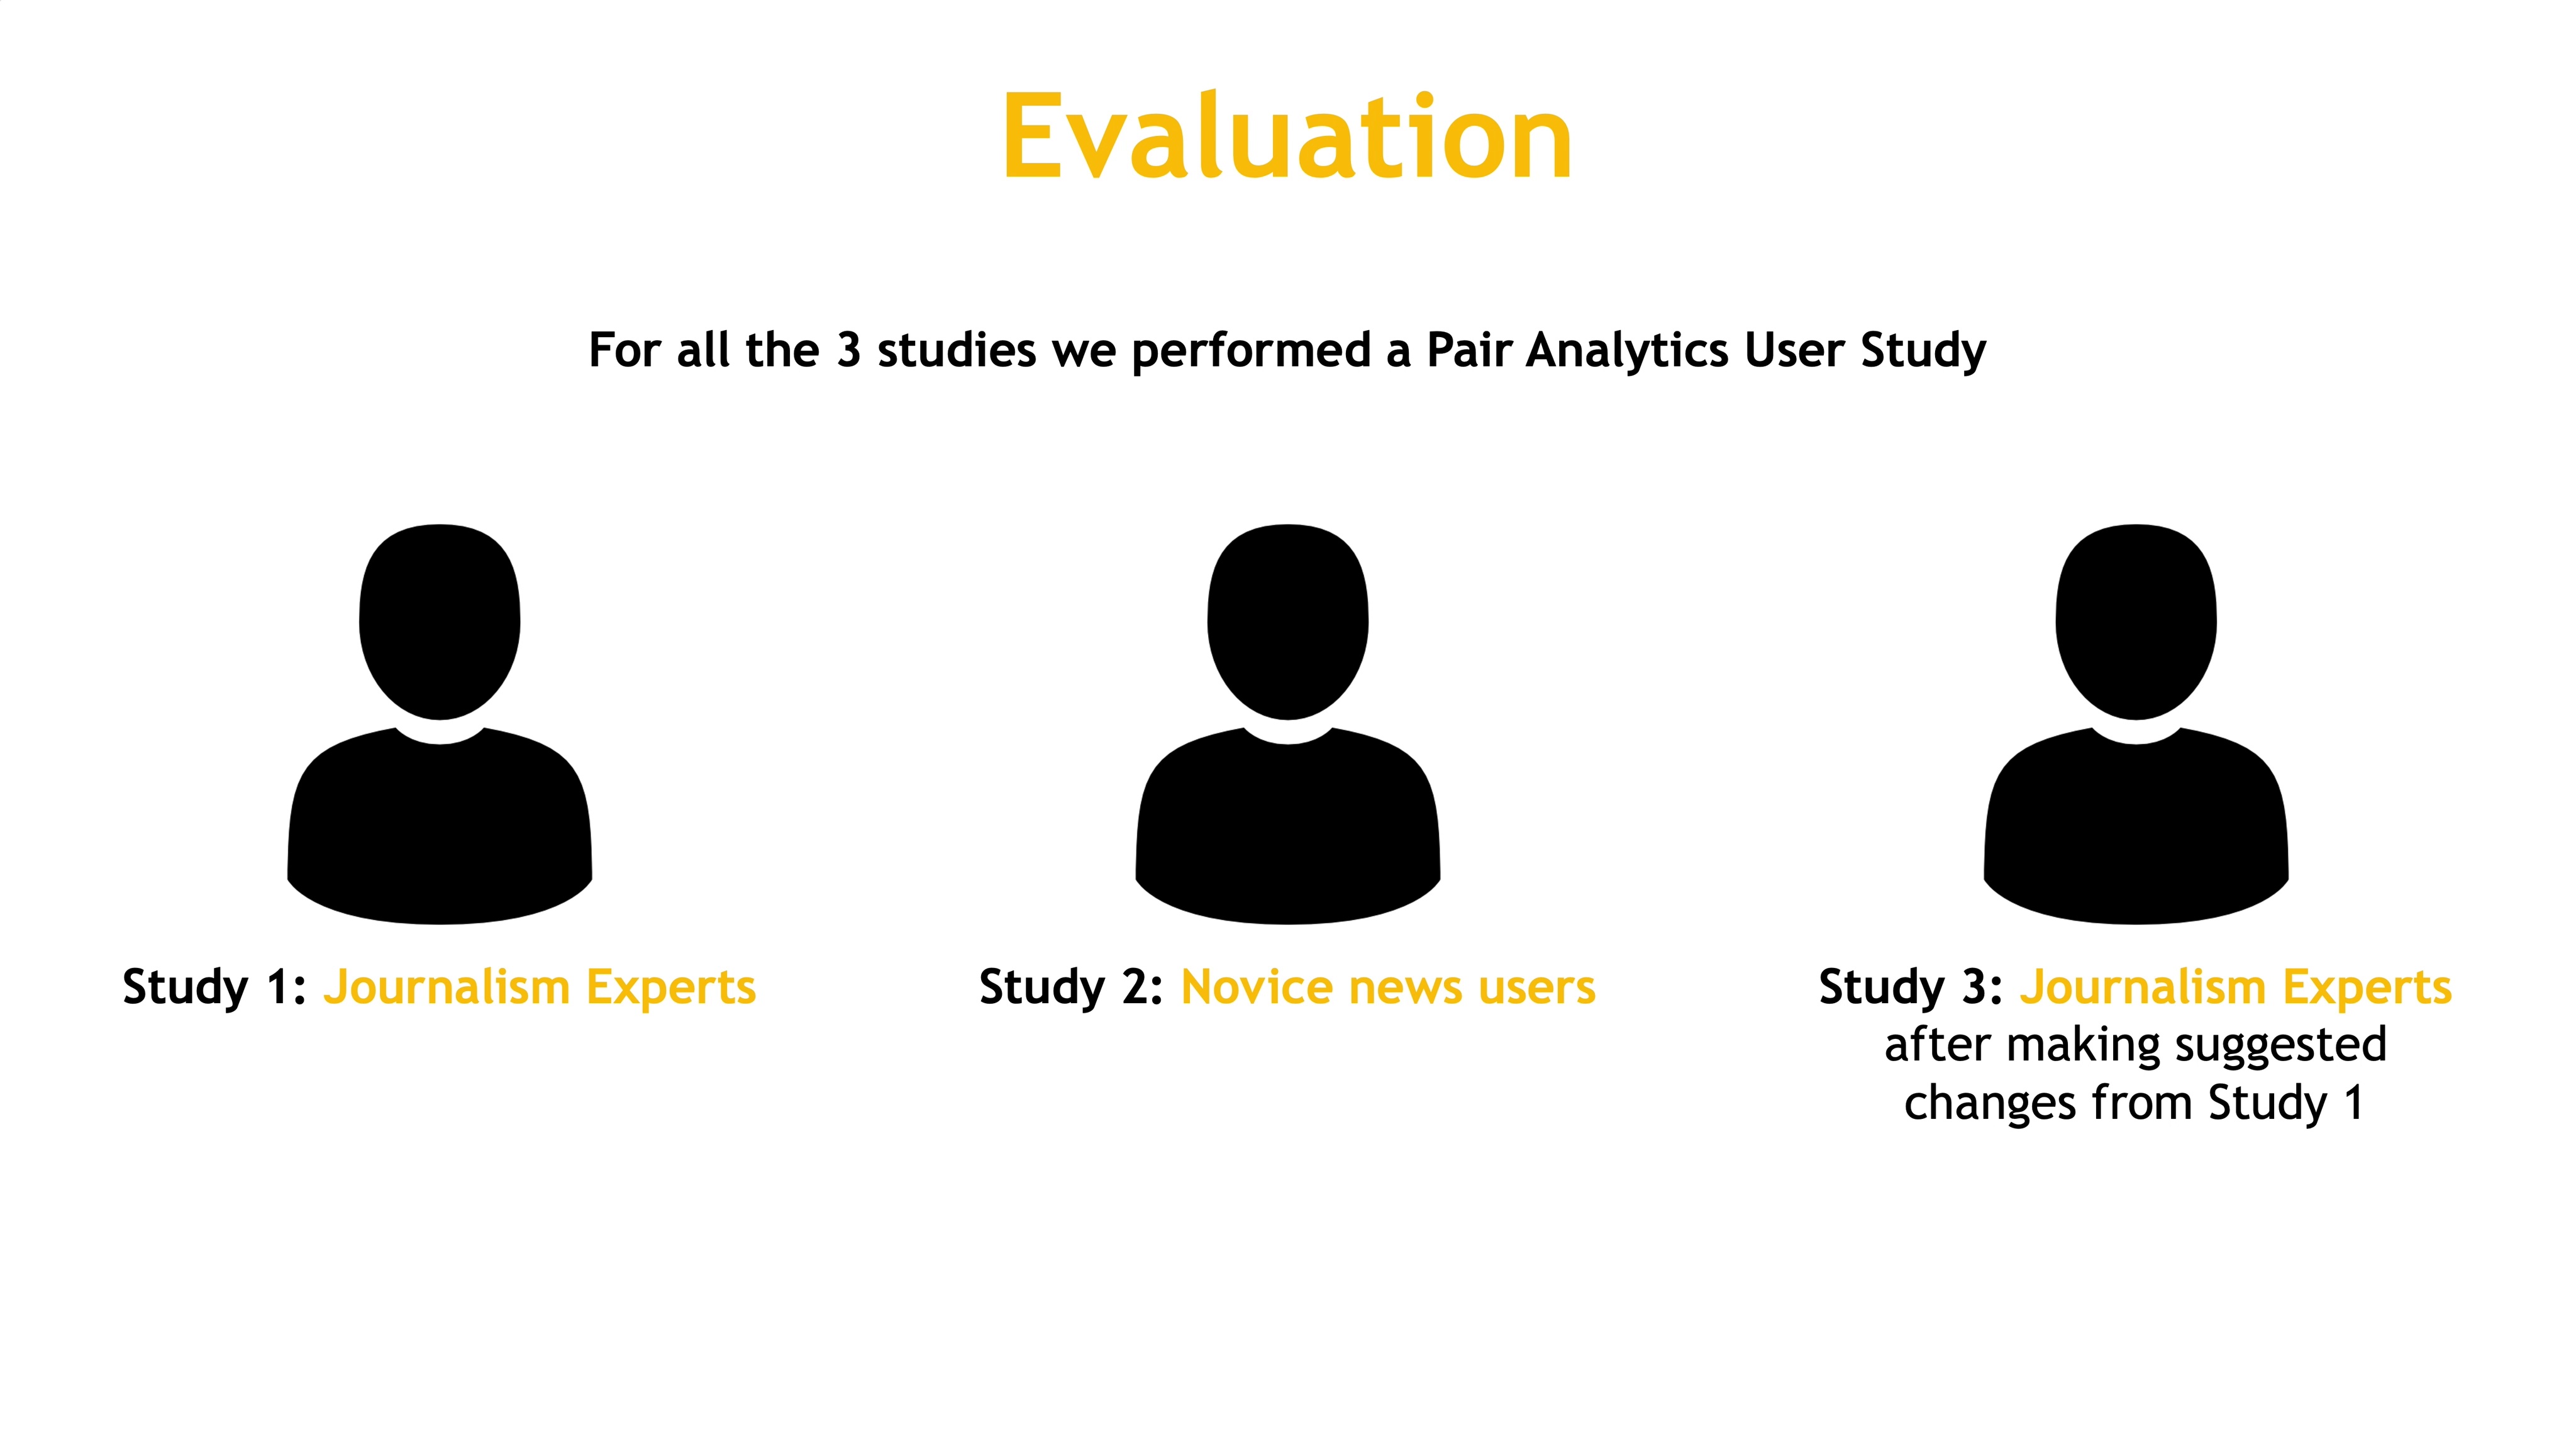 Evaluation
For all the 3 studies we performed a Pair Analytics User Study
Study 1: Journalism Experts
Study 2: Novice news users
Study 3: Journalism Experts
after making suggested
changes from Study 1